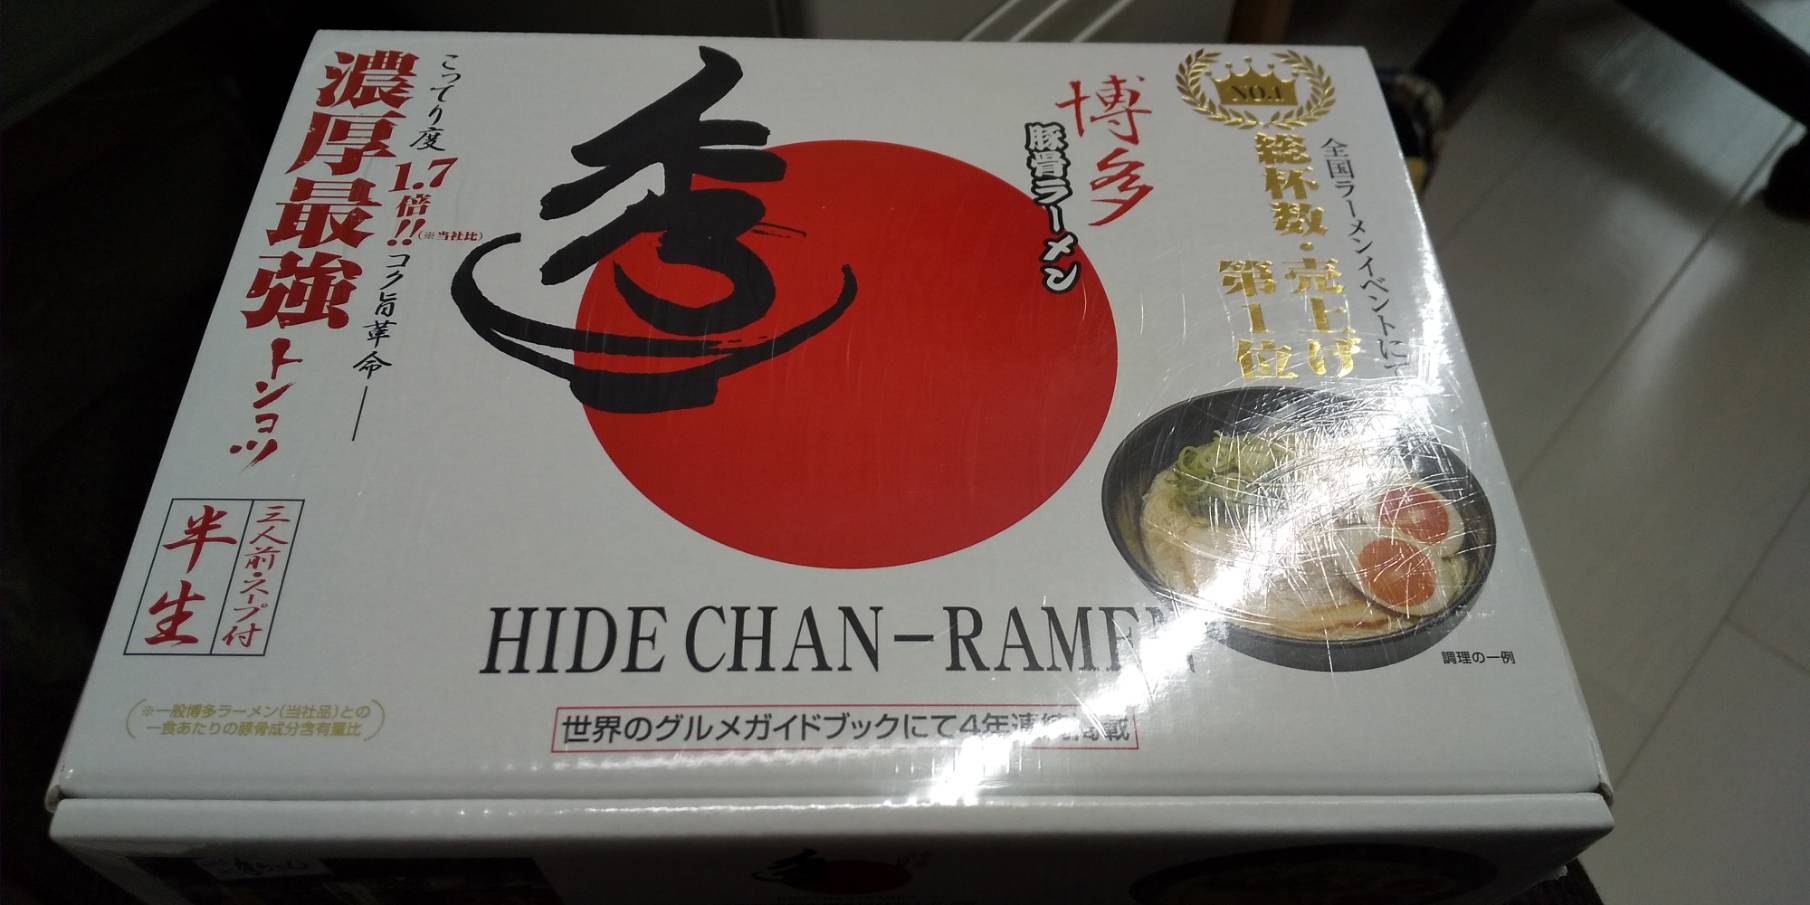 NO.1
全国ラーメンイベントにて
総杯数・売上げ
第1位
博多
豚骨ラーメン
秀
こってり度
1.7倍!!
(※当社比)
コク旨革命―
濃厚最強トンコツ
三人前・スープ付
半生
HIDE CHAN-RAMEN
調理の一例
※一般博多ラーメン(当社品)との
一食あたりの豚骨成分含有量比
世界のグルメガイドブックにて4年連続掲載